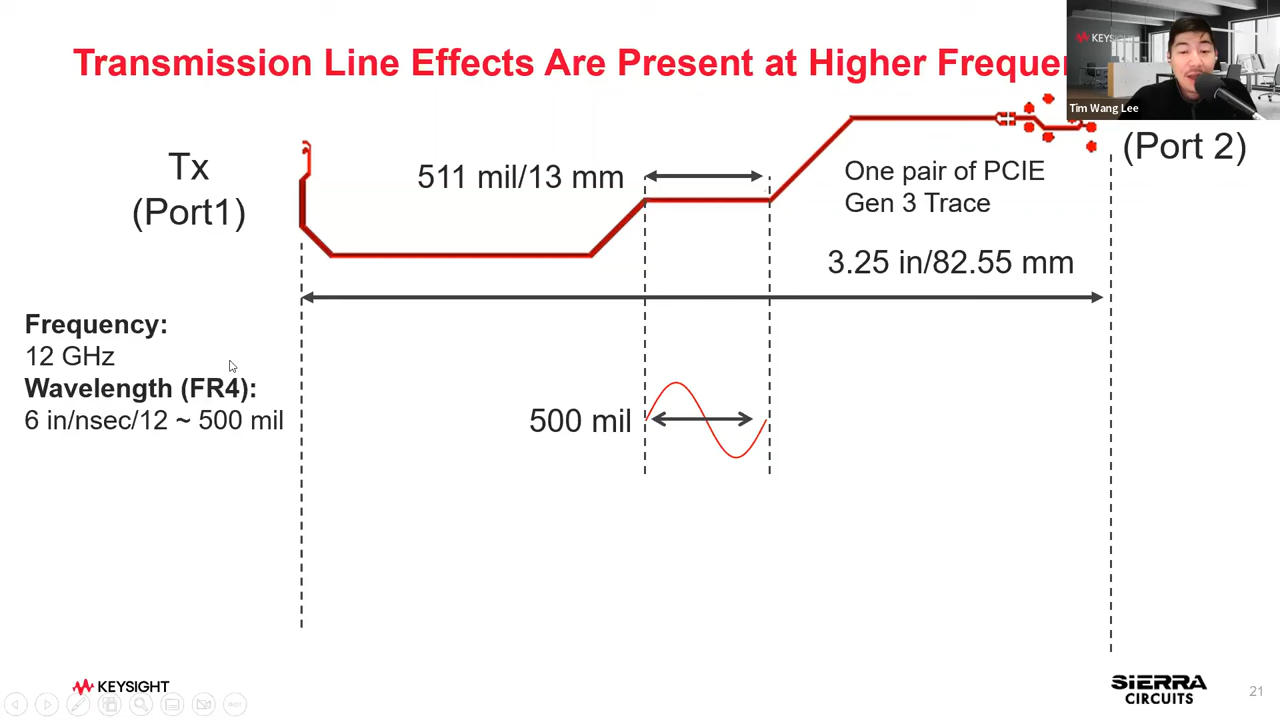 Transmission Line Effects Are Present at Higher
KEYSIGHT
Tim Wang Lee
Tx
(Port1)
511 mil/13 mm
One pair of PCIE
Gen 3 Trace
(Port 2)
3.25 in/82.55 mm
Frequency:
12 GHz
Wavelength (FR4):
6 in/nsec/12 ~ 500 mil
500 mil
KEYSIGHT
SIERRA
CIRCUITS
21